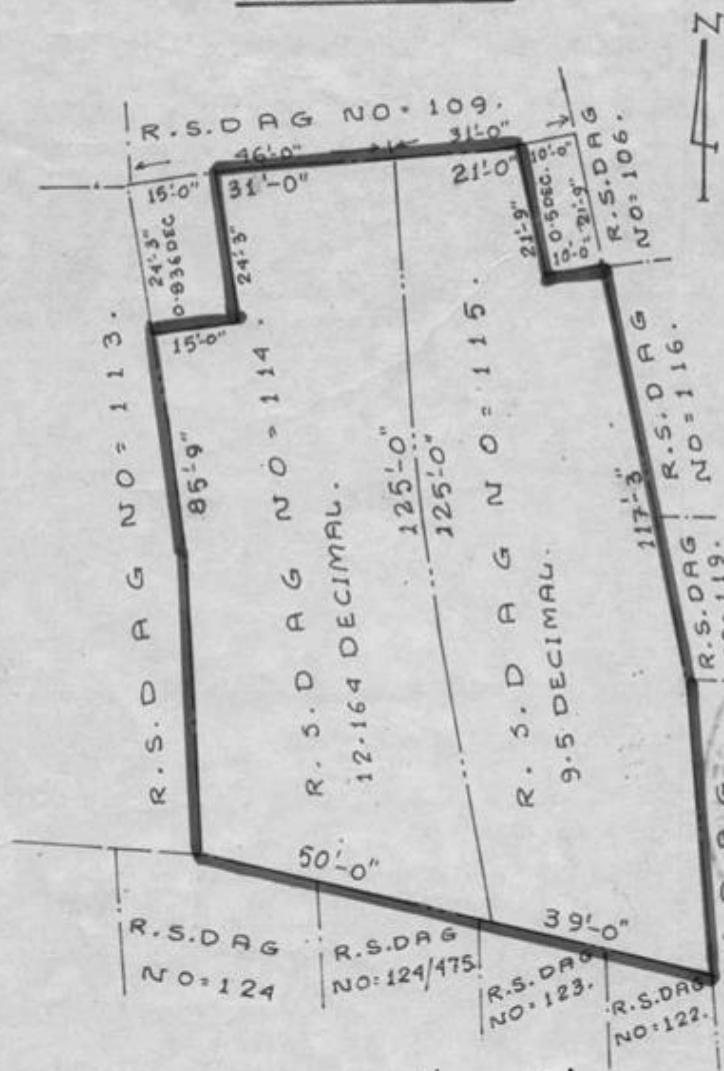 N
R.S.DAG NO=109.
46'-0"
31'-0"
15'-0"
31'-0"
21'-0"
10'-0"
24'-3"
0.836 DEC
24'-3"
15'-0"
21'-9"
0.5 DEC.
21'-9"
10'-0"
R.S.DAG
NO=106.
R.S.DAG NO=113.
85'-9"
R.S.DAG NO=114.
12.164 DECIMAL.
125'-0"
125'-0"
R.S.DAG NO=115.
9.5 DECIMAL.
117'-3"
R.S.DAG
NO=116.
R.S.DAG
119.
50'-0"
39'-0"
R.S.DAG
NO=124
R.S.DAG
NO=124/475
R.S.DAG
NO=123.
R.S.DAG
NO=122.